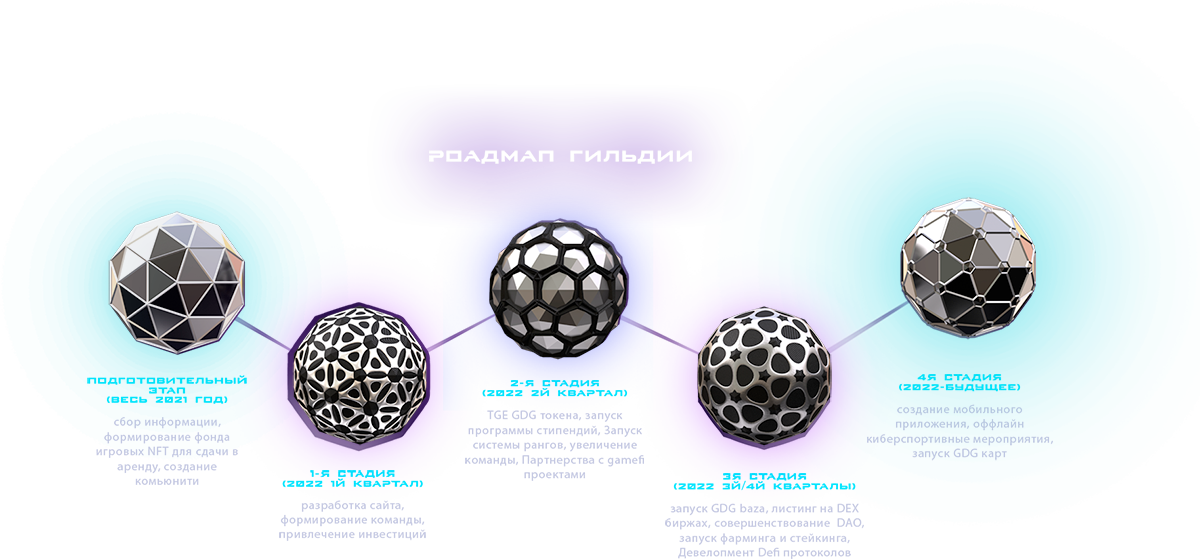 РОАДМАП ГИЛЬДИИ
ПОДГОТОВИТЕЛЬНЫЙ
ЭТАП
(ВЕСЬ 2021 ГОД)
сбор информации,
формирование фонда
игровых NFT для сдачи в
аренду, создание
комьюнити
1-Я СТАДИЯ
(2022 1Й КВАРТАЛ)
разработка сайта,
формирование команды,
привлечение инвестиций
2-Я СТАДИЯ
(2022 2Й КВАРТАЛ)
TGE GDG токена, запуск
программы стипендий, Запуск
системы рангов, увеличение
команды, Партнерства с gamefi
проектами
3Я СТАДИЯ
(2022 3Й/4Й КВАРТАЛЫ)
запуск GDG baza, листинг на DEX
биржах, совершенствование DAO,
запуск фарминга и стейкинга,
Девелопмент Defi протоколов
4Я СТАДИЯ
(2022-БУДУЩЕЕ)
создание мобильного
приложения, оффлайн
киберспортивные мероприятия,
запуск GDG карт